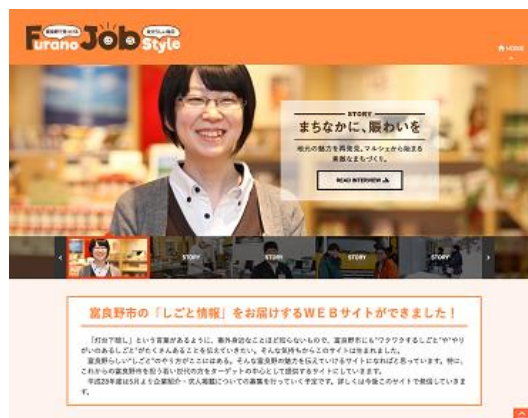 Furano Job Style
HOME
STORY
まちなかに、賑わいを
地元の魅力を再発見。マルシェから始まる
素敵なまちづくり。
READ INTERVIEW
STORY
STORY
STORY
STORY
富良野市の「しごと情報」をお届けするWEBサイトができました！
「灯台下暗し」という言葉があるように、案外身近なことほど知らないもので、富良野市にも"ワクワクするしごと"や"やり
がいのあるしごと"がたくさんあることを伝えていきたい。そんな気持ちからこのサイトは生まれました。
富良野らしい"しごと"のやり方がここにはある。そんな富良野の魅力を伝えていけるサイトになればと思っています。特に、
これからの富良野市を担う若い世代の方をターゲットの中心として提供するサイトにしていきます。
平成28年度は5月より企業紹介・求人掲載についての募集を行っていく予定です。詳しくは今後このサイトで発信していきま
す。